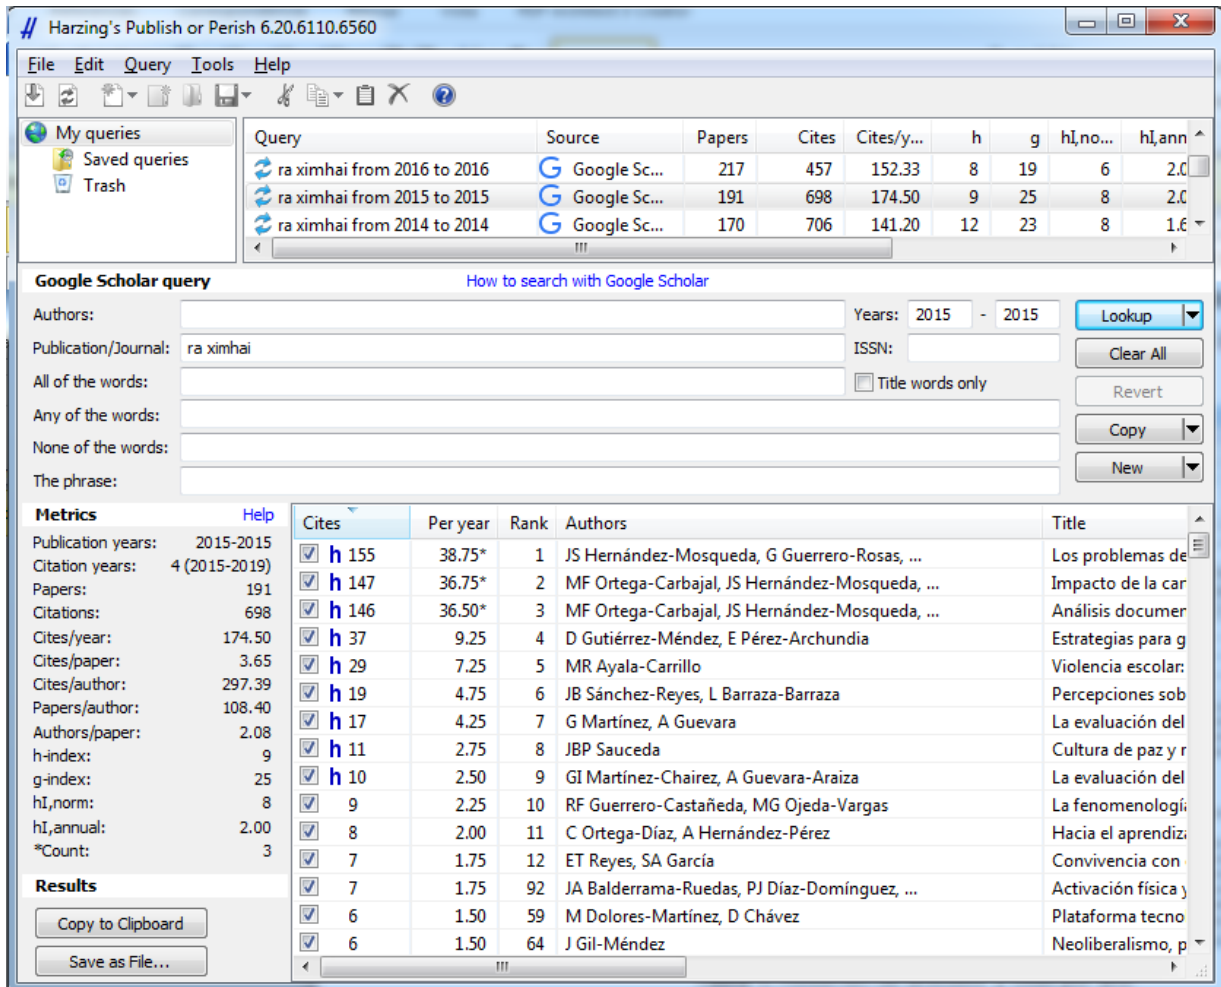 Harzing's Publish or Perish 6.20.6110.6560
File Edit Query Tools Help
My queries
Saved queries
Trash
Query Source Papers Cites Cites/y... h g hI,no... hI,ann
ra ximhai from 2016 to 2016 Google Sc... 217 457 152.33 8 19 6 2.0
ra ximhai from 2015 to 2015 Google Sc... 191 698 174.50 9 25 8 2.0
ra ximhai from 2014 to 2014 Google Sc... 170 706 141.20 12 23 8 1.6
Google Scholar query How to search with Google Scholar
Authors: Years: 2015 - 2015 Lookup
Publication/Journal: ra ximhai ISSN: Clear All
All of the words: Title words only Revert
Any of the words: Copy
None of the words: New
The phrase:
Metrics Help
Publication years: 2015-2015
Citation years: 4 (2015-2019)
Papers: 191
Citations: 698
Cites/year: 174.50
Cites/paper: 3.65
Cites/author: 297.39
Papers/author: 108.40
Authors/paper: 2.08
h-index: 9
g-index: 25
hI,norm: 8
hI,annual: 2.00
*Count: 3
Results
Copy to Clipboard
Save as File...
Cites Per year Rank Authors Title
h 155 38.75* 1 JS Hernández-Mosqueda, G Guerrero-Rosas, ... Los problemas de
h 147 36.75* 2 MF Ortega-Carbajal, JS Hernández-Mosqueda, ... Impacto de la car
h 146 36.50* 3 MF Ortega-Carbajal, JS Hernández-Mosqueda, ... Análisis documen
h 37 9.25 4 D Gutiérrez-Méndez, E Pérez-Archundia Estrategias para g
h 29 7.25 5 MR Ayala-Carrillo Violencia escolar:
h 19 4.75 6 JB Sánchez-Reyes, L Barraza-Barraza Percepciones sob
h 17 4.25 7 G Martínez, A Guevara La evaluación del
h 11 2.75 8 JBP Sauceda Cultura de paz y r
h 10 2.50 9 GI Martínez-Chairez, A Guevara-Araiza La evaluación del
9 2.25 10 RF Guerrero-Castañeda, MG Ojeda-Vargas La fenomenología
8 2.00 11 C Ortega-Díaz, A Hernández-Pérez Hacia el aprendiza
7 1.75 12 ET Reyes, SA García Convivencia con
7 1.75 92 JA Balderrama-Ruedas, PJ Díaz-Domínguez, ... Activación física y
6 1.50 59 M Dolores-Martínez, D Chávez Plataforma tecno
6 1.50 64 J Gil-Méndez Neoliberalismo, p